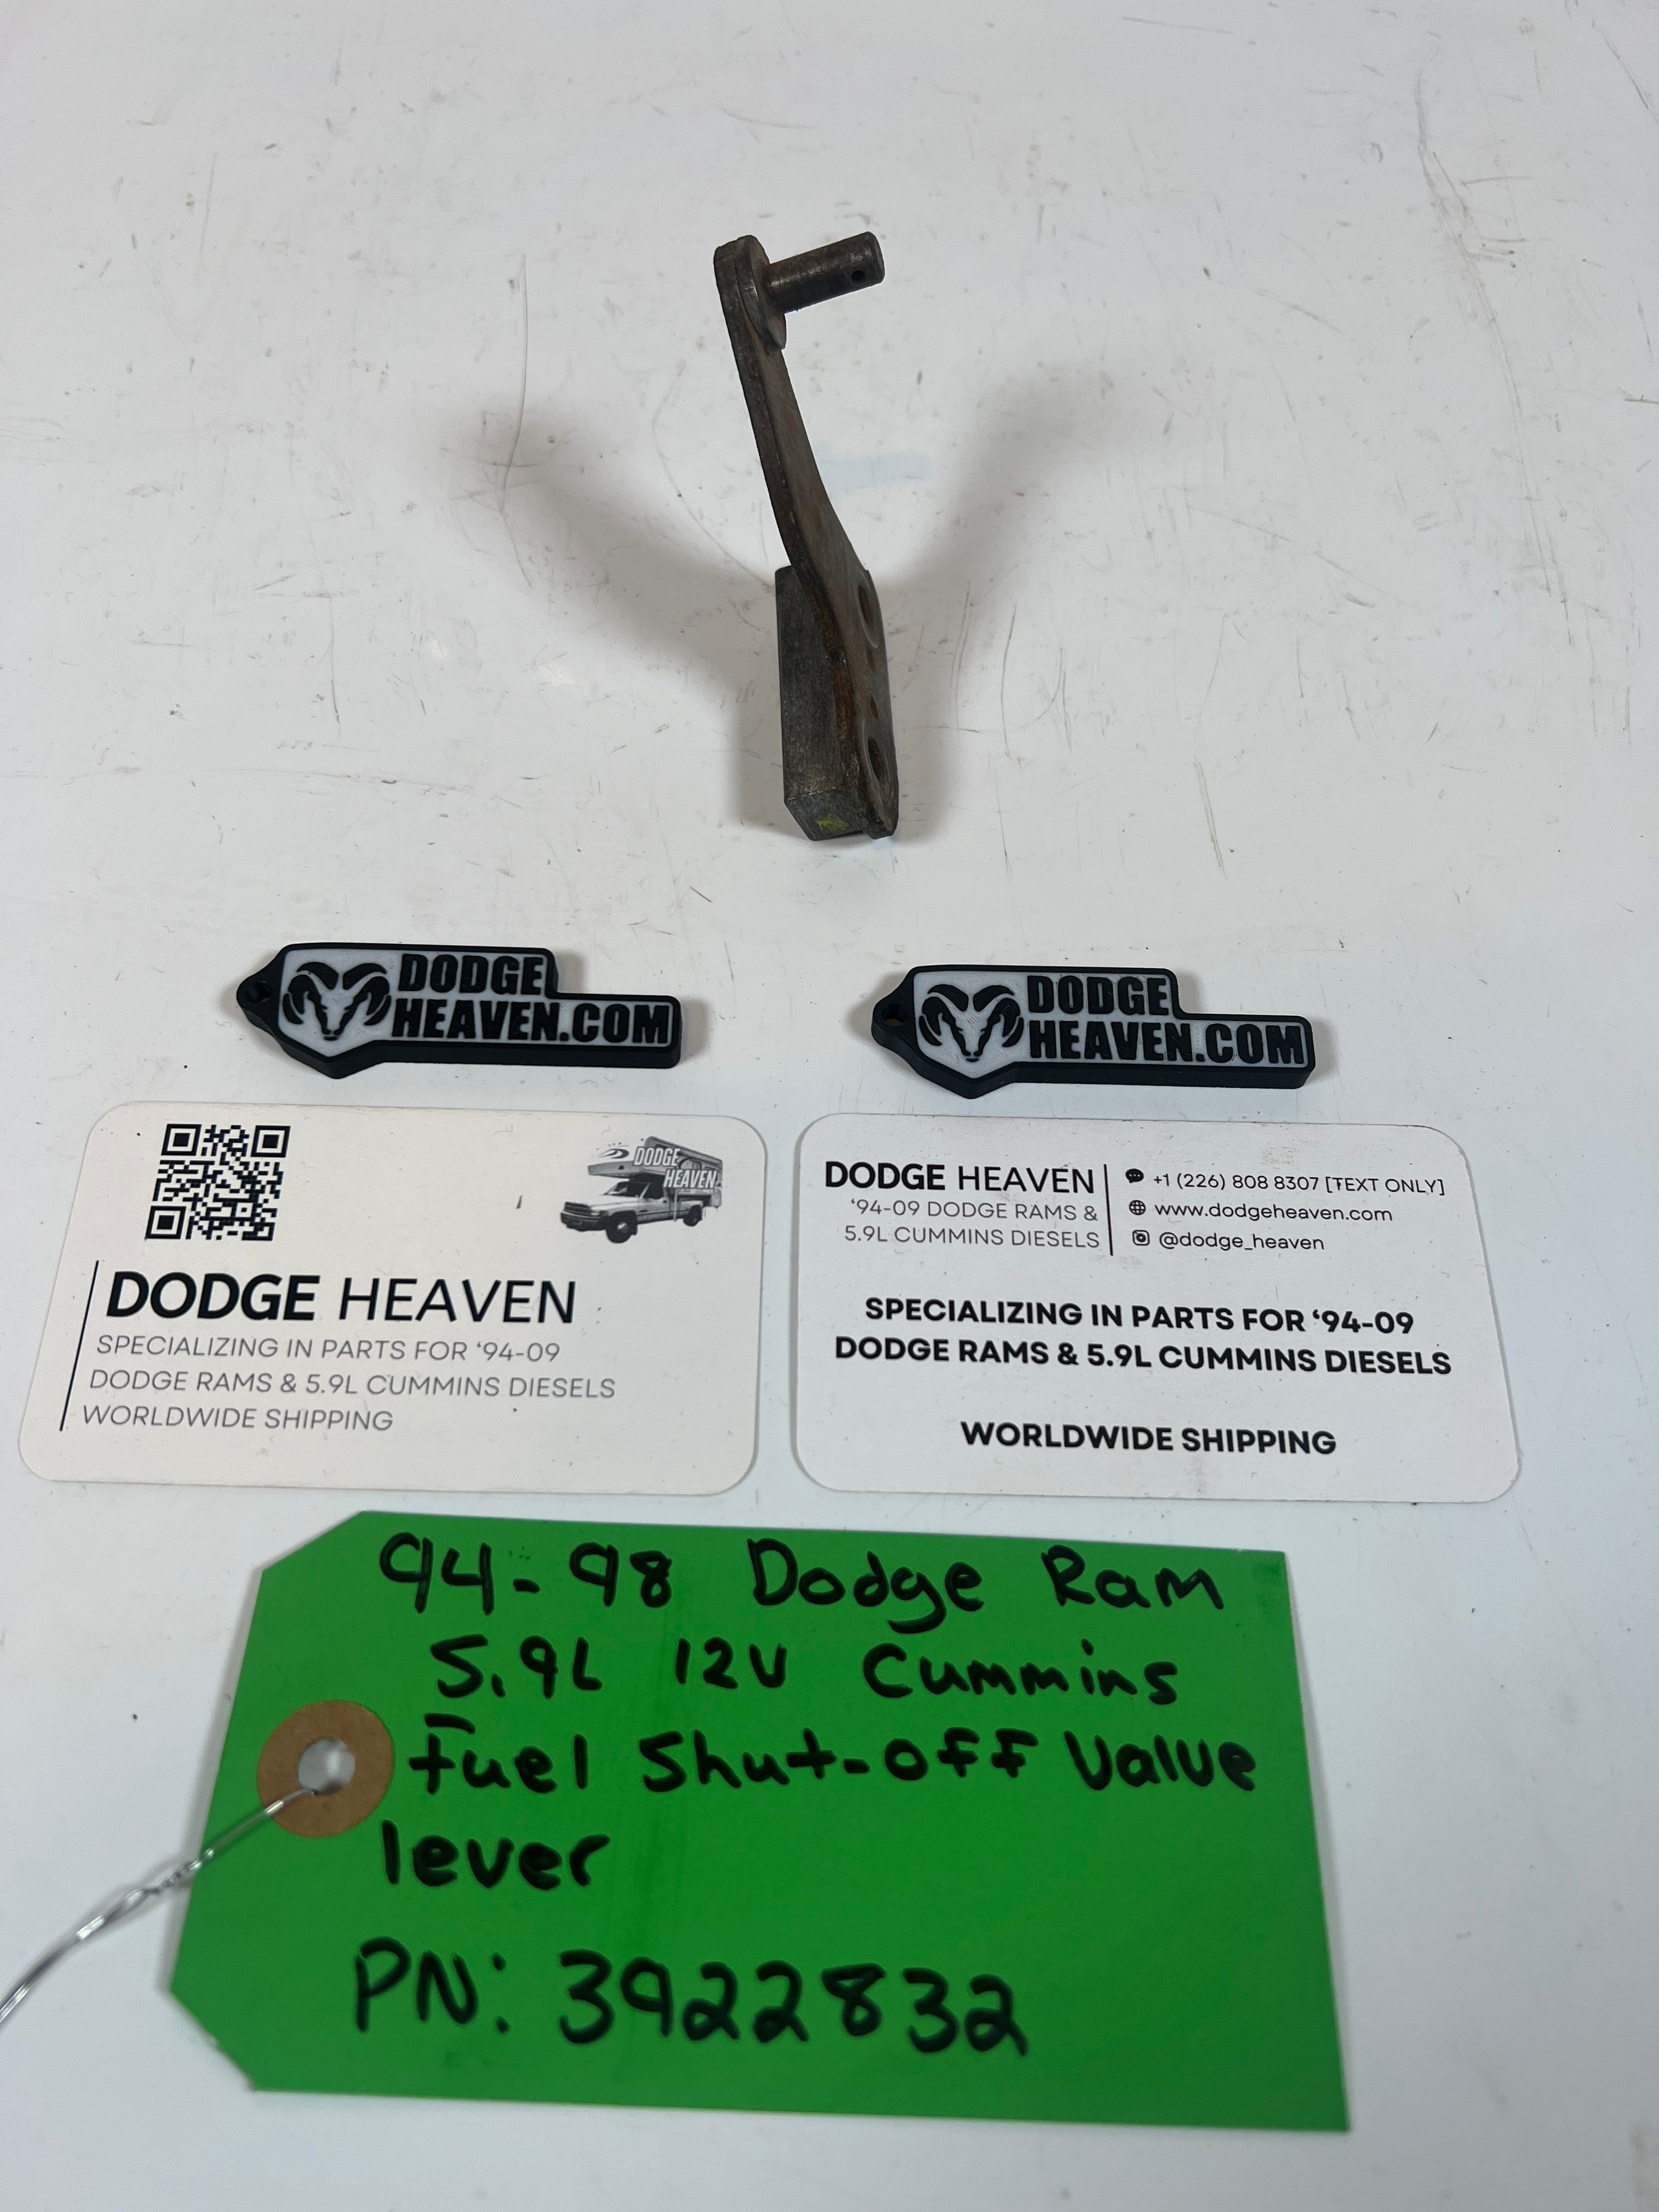 DODGE
HEAVEN.COM
DODGE
HEAVEN.COM
DODGE
HEAVEN
DODGE HEAVEN
SPECIALIZING IN PARTS FOR ‘94-09
DODGE RAMS & 5.9L CUMMINS DIESELS
WORLDWIDE SHIPPING
DODGE HEAVEN
‘94-09 DODGE RAMS &
5.9L CUMMINS DIESELS
+1 (226) 808 8307 [TEXT ONLY]
www.dodgeheaven.com
@dodge_heaven
SPECIALIZING IN PARTS FOR ‘94-09
DODGE RAMS & 5.9L CUMMINS DIESELS
WORLDWIDE SHIPPING
94-98 Dodge Ram
5.9L 12V Cummins
Fuel Shut-off Valve
lever
PN: 3922832